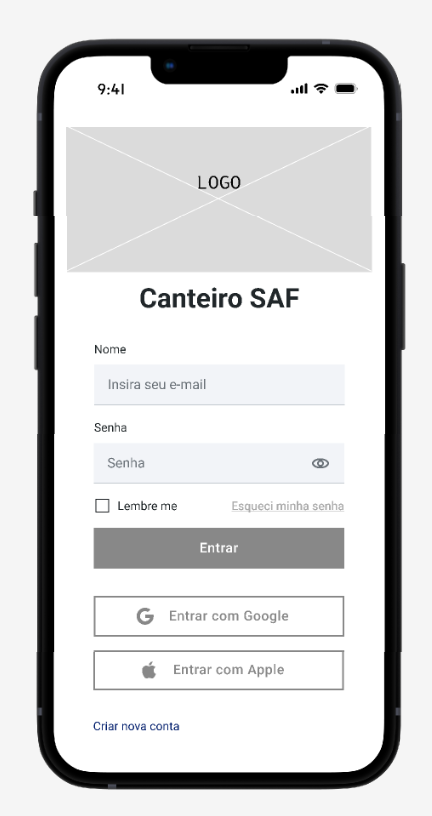 9:41
LOGO
Canteiro SAF
Nome
Insira seu e-mail
Senha
Senha
Lembre me Esqueci minha senha
Entrar
Entrar com Google
Entrar com Apple
Criar nova conta